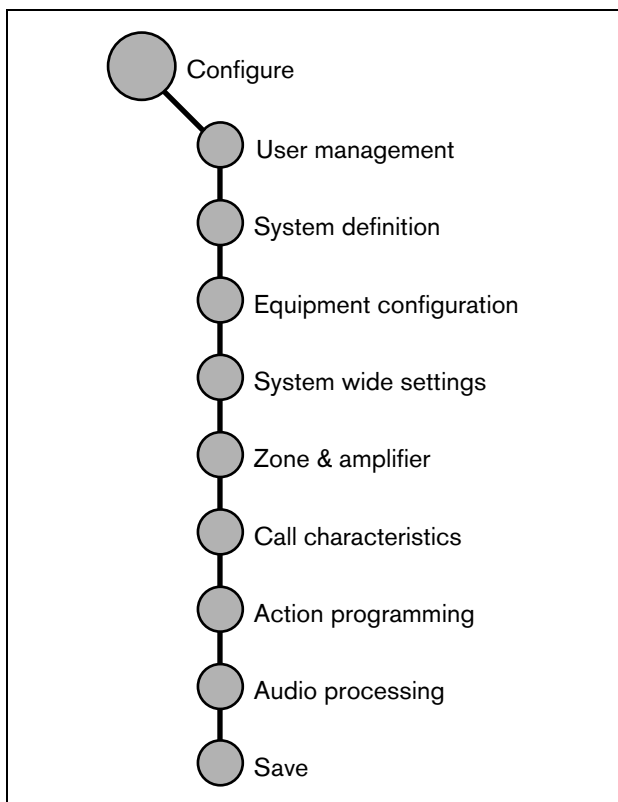 Configure
User management
System definition
Equipment configuration
System wide settings
Zone & amplifier
Call characteristics
Action programming
Audio processing
Save